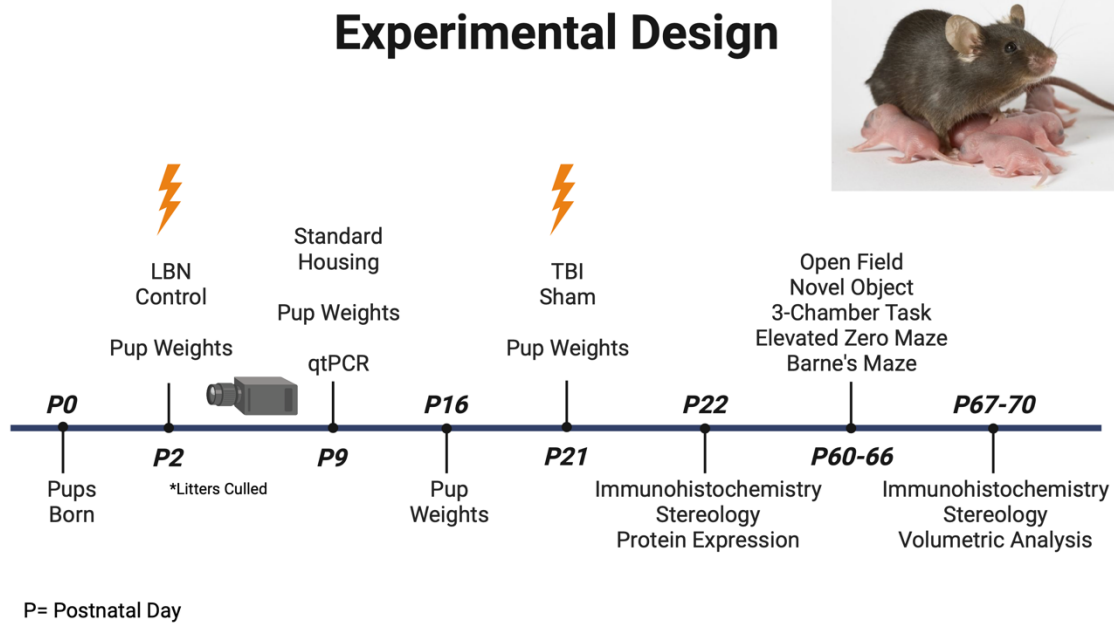 Experimental Design
LBN
Control
Pup Weights
Standard
Housing
Pup Weights
qtPCR
TBI
Sham
Pup Weights
Open Field
Novel Object
3-Chamber Task
Elevated Zero Maze
Barne's Maze
P0
P2
P9
P16
P21
P22
P60-66
P67-70
Pups
Born
*Litters Culled
Pup
Weights
Immunohistochemistry
Stereology
Protein Expression
Immunohistochemistry
Stereology
Volumetric Analysis
P= Postnatal Day